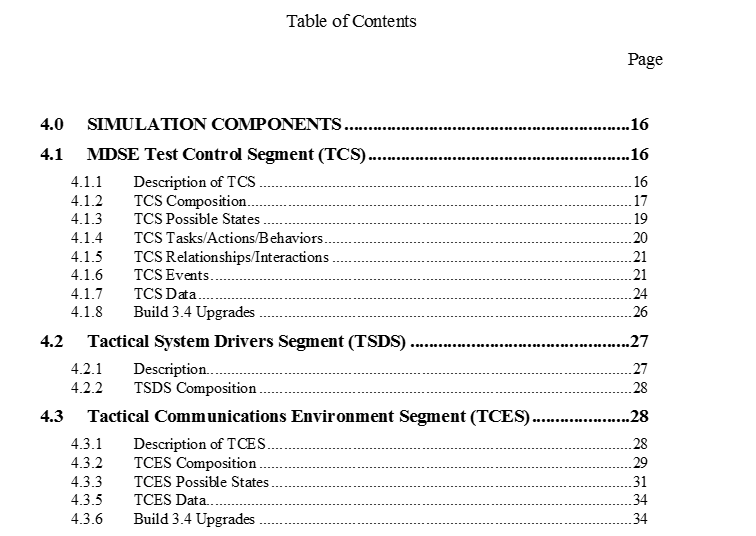 Table of Contents
Page
4.0 SIMULATION COMPONENTS 16
4.1 MDSE Test Control Segment (TCS) 16
4.1.1 Description of TCS 16
4.1.2 TCS Composition 17
4.1.3 TCS Possible States 19
4.1.4 TCS Tasks/Actions/Behaviors 20
4.1.5 TCS Relationships/Interactions 21
4.1.6 TCS Events 21
4.1.7 TCS Data 24
4.1.8 Build 3.4 Upgrades 26
4.2 Tactical System Drivers Segment (TSDS) 27
4.2.1 Description 27
4.2.2 TSDS Composition 28
4.3 Tactical Communications Environment Segment (TCES) 28
4.3.1 Description of TCES 28
4.3.2 TCES Composition 29
4.3.3 TCES Possible States 31
4.3.5 TCES Data 34
4.3.6 Build 3.4 Upgrades 34